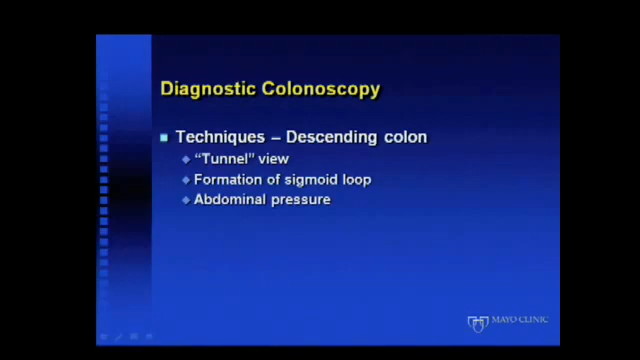 Diagnostic Colonoscopy
Techniques – Descending colon
“Tunnel” view
Formation of sigmoid loop
Abdominal pressure
MAYO CLINIC